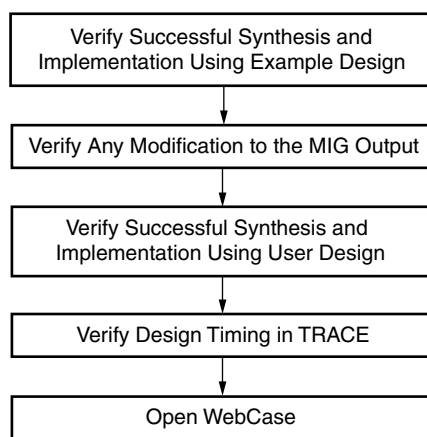 Verify Successful Synthesis and
Implementation Using Example Design
Verify Any Modification to the MIG Output
Verify Successful Synthesis and
Implementation Using User Design
Verify Design Timing in TRACE
Open WebCase